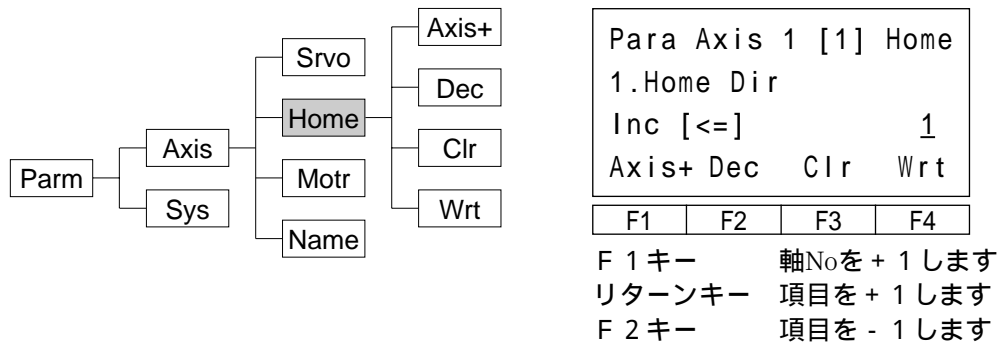 Parm
Axis
Sys
Srvo
Home
Motr
Name
Axis+
Dec
Clr
Wrt
Para Axis 1 [1] Home
1.Home Dir
Inc [<=] 1
Axis+ Dec Clr Wrt
F1 F2 F3 F4
F1キー 軸Noを+1します
リターンキー 項目を+1します
F2キー 項目を-1します